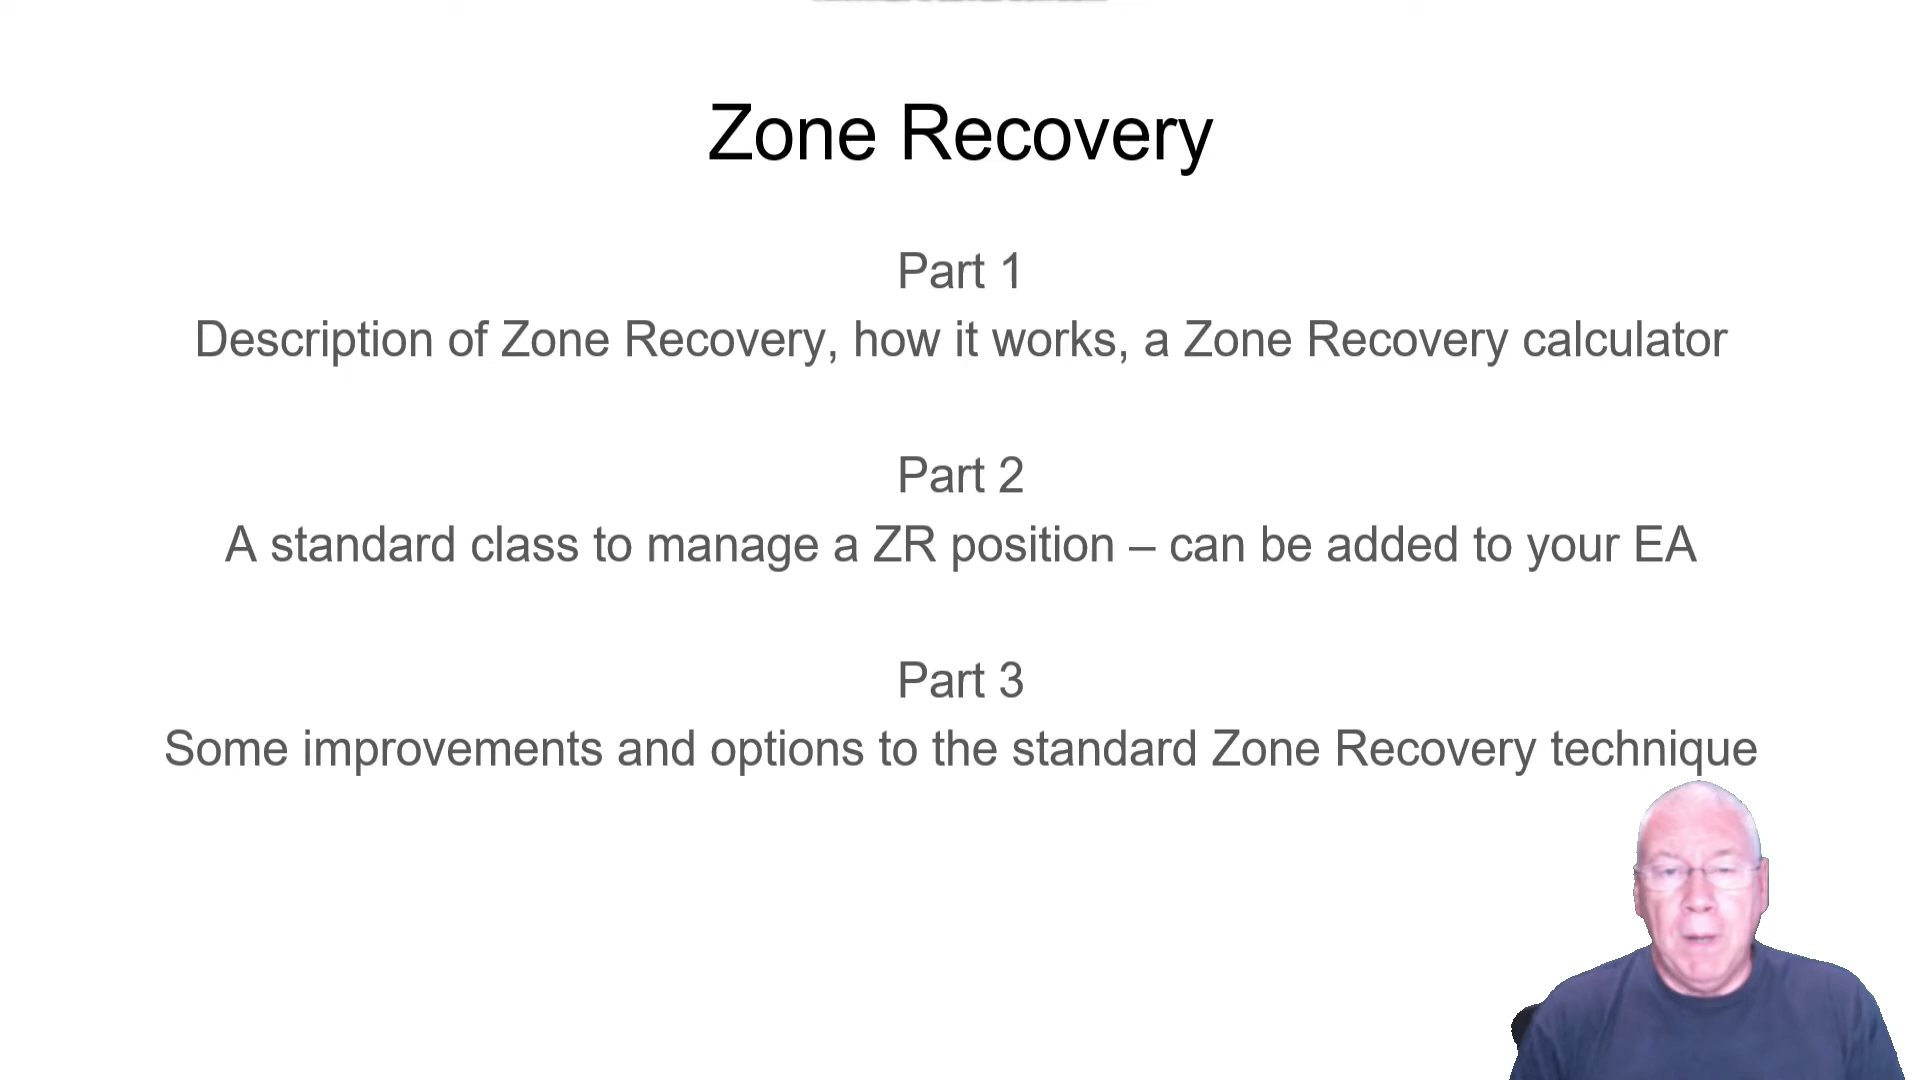 Zone Recovery
Part 1
Description of Zone Recovery, how it works, a Zone Recovery calculator
Part 2
A standard class to manage a ZR position – can be added to your EA
Part 3
Some improvements and options to the standard Zone Recovery technique